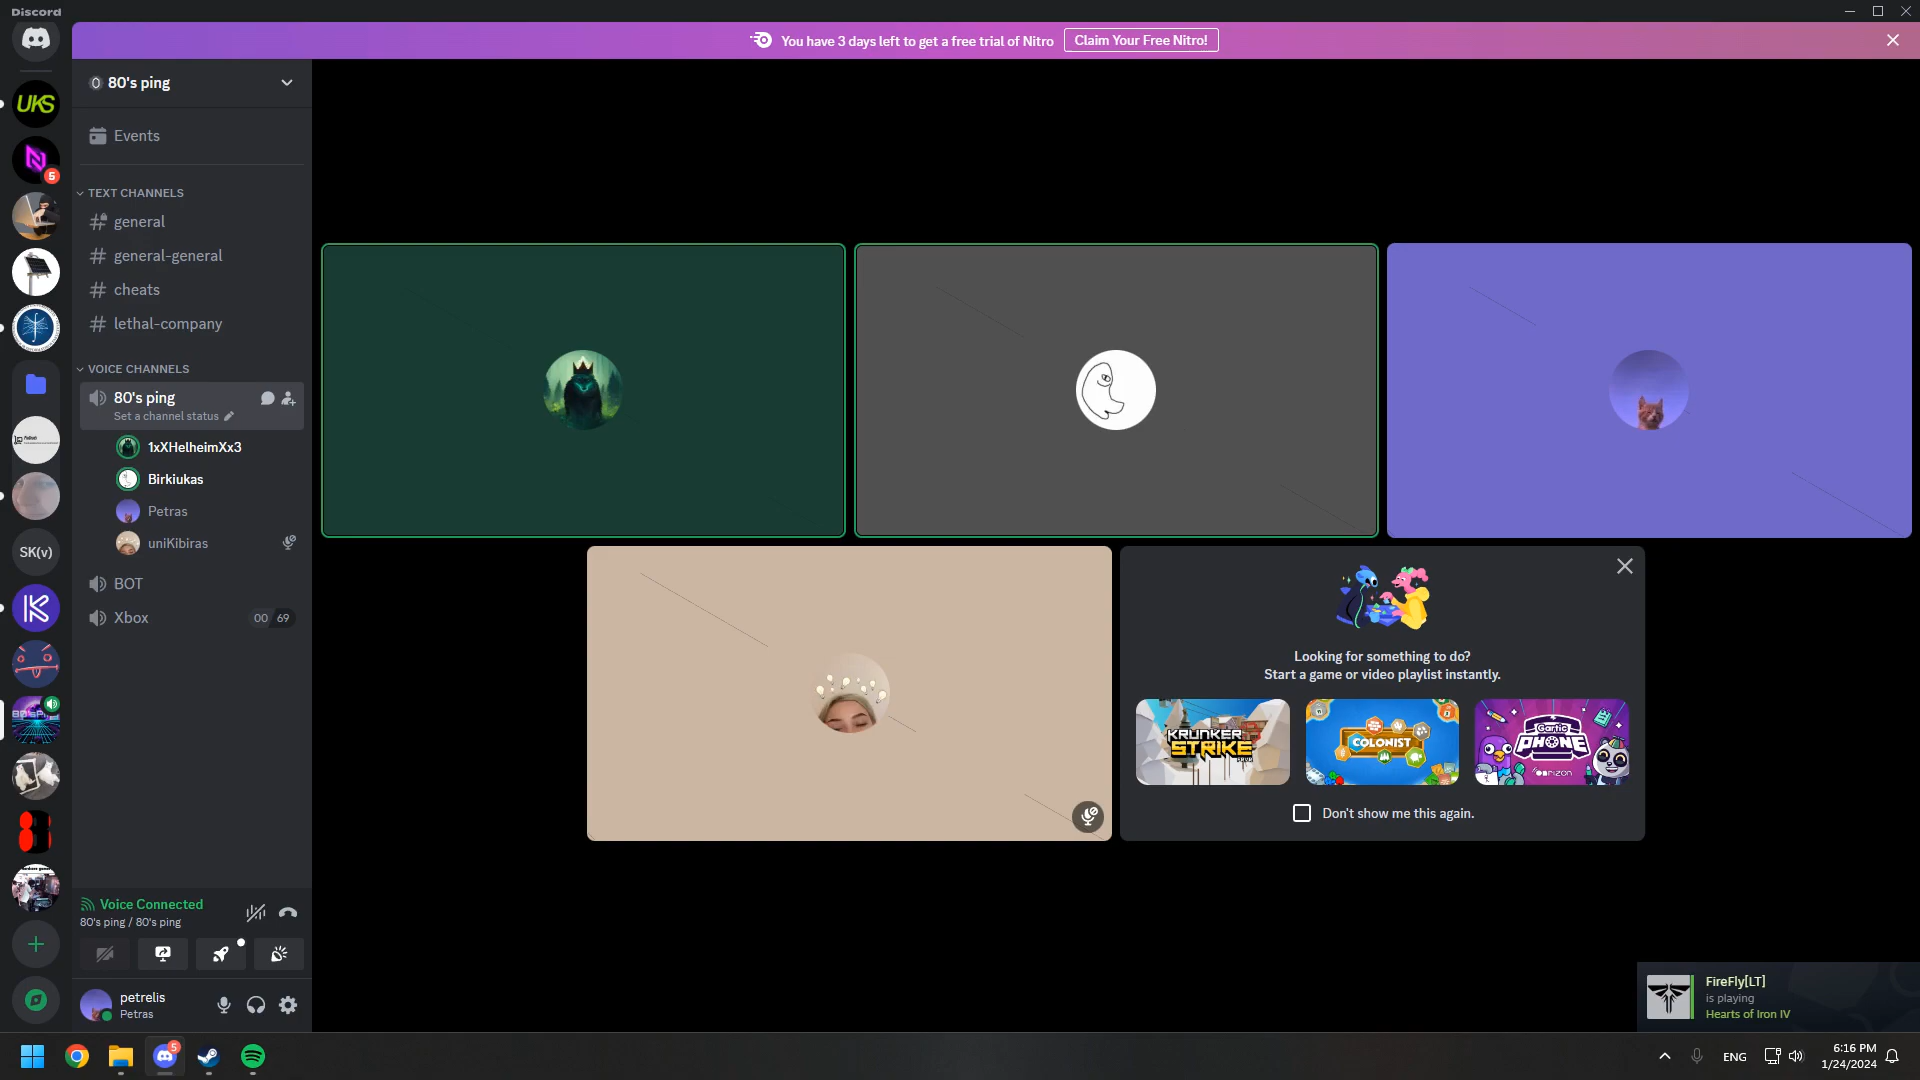 Discord
You have 3 days left to get a free trial of Nitro
Claim Your Free Nitro!
80's ping
Events
TEXT CHANNELS
general
general-general
cheats
lethal-company
VOICE CHANNELS
80's ping
Set a channel status
1xXHelheimXx3
Birkiukas
Petras
uniKibiras
BOT
Xbox
00 69
UKS
5
SK(v)
Looking for something to do?
Start a game or video playlist instantly.
KRUNKER
STRIKE
COLONIST
Gartic
PHONE
Don't show me this again.
Voice Connected
80's ping / 80's ping
petrelis
Petras
FireFly[LT]
is playing
Hearts of Iron IV
5
ENG
6:16 PM
1/24/2024